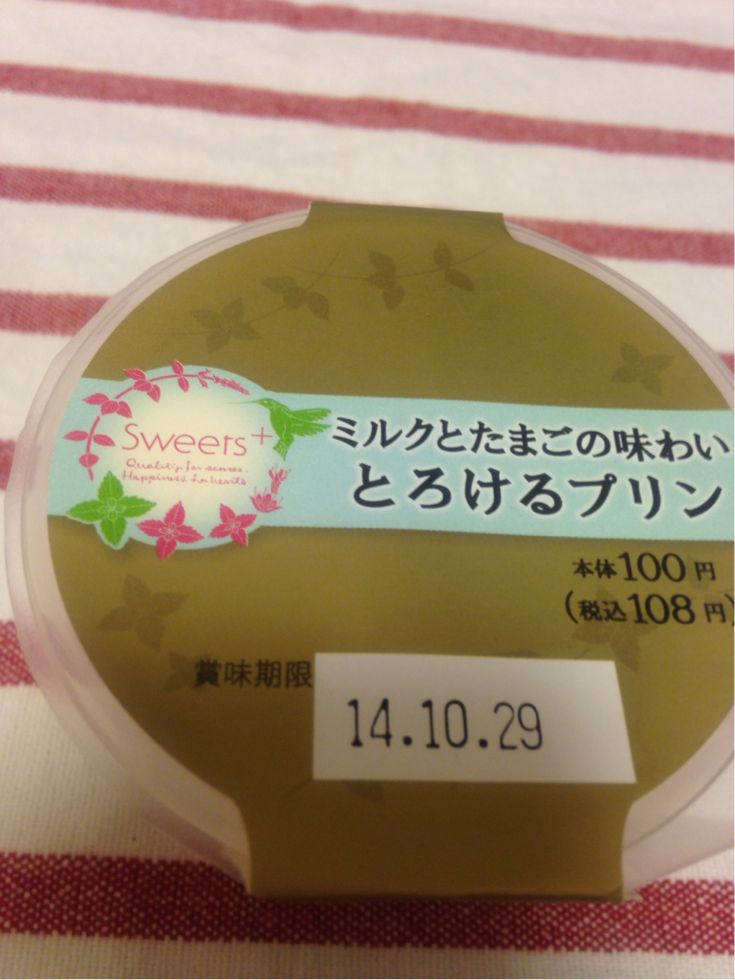 Sweets+
Quality for senses.
Happiness for hearts
ミルクとたまごの味わい
とろけるプリン
本体100円
(税込108円)
賞味期限
14.10.29